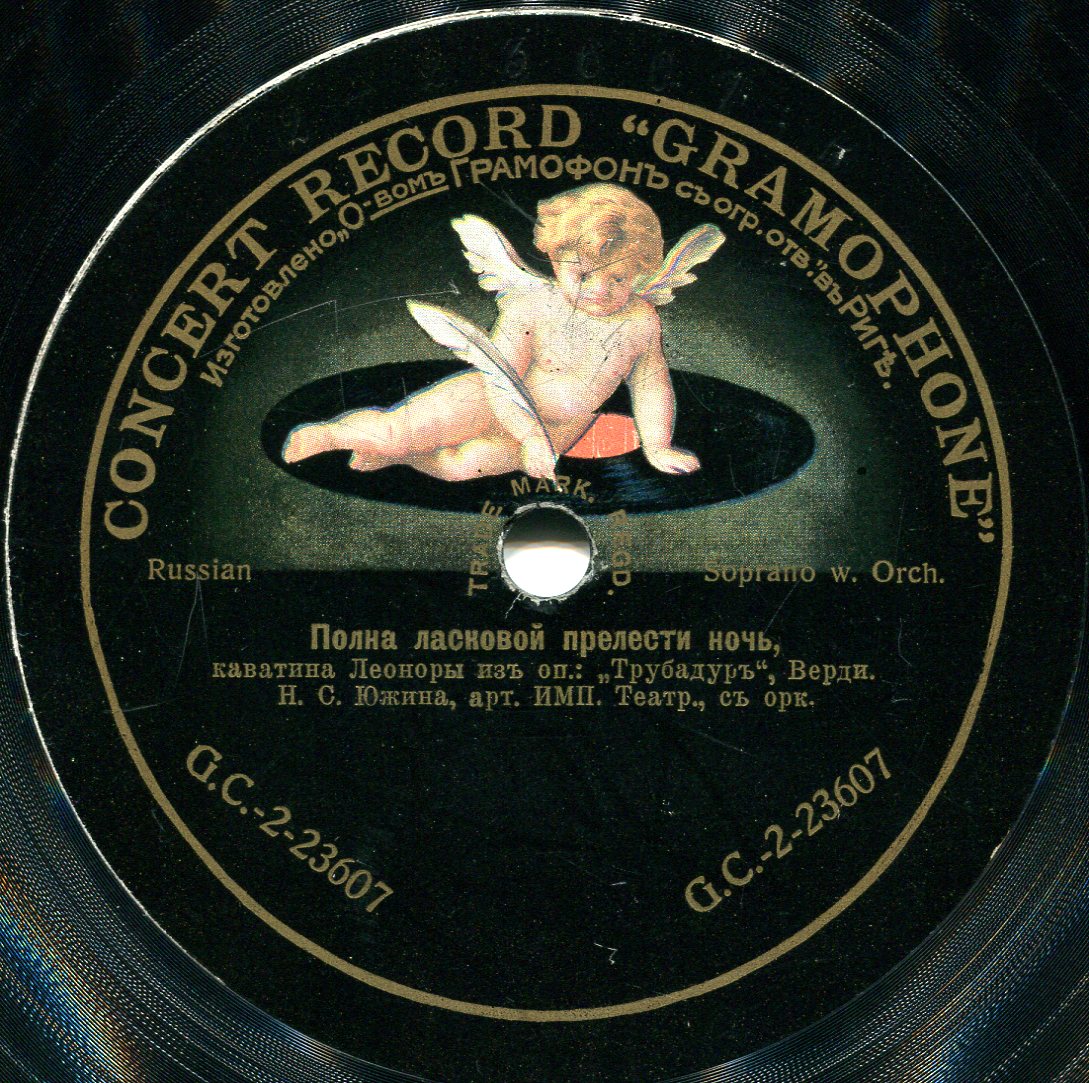 CONCERT RECORD “GRAMOPHONE”
Изготовлено „О-вомъ Грамофонъ съ огр. отв.“ въ Ригѣ.
TRADE MARK. REGD.
Russian
Soprano w. Orch.
Полна ласковой прелести ночь,
каватина Леоноры изъ оп.: „Трубадуръ“, Верди.
Н. С. Южина, арт. ИМП. Театр., съ орк.
G.C.-2-23607
G.C.-2-23607